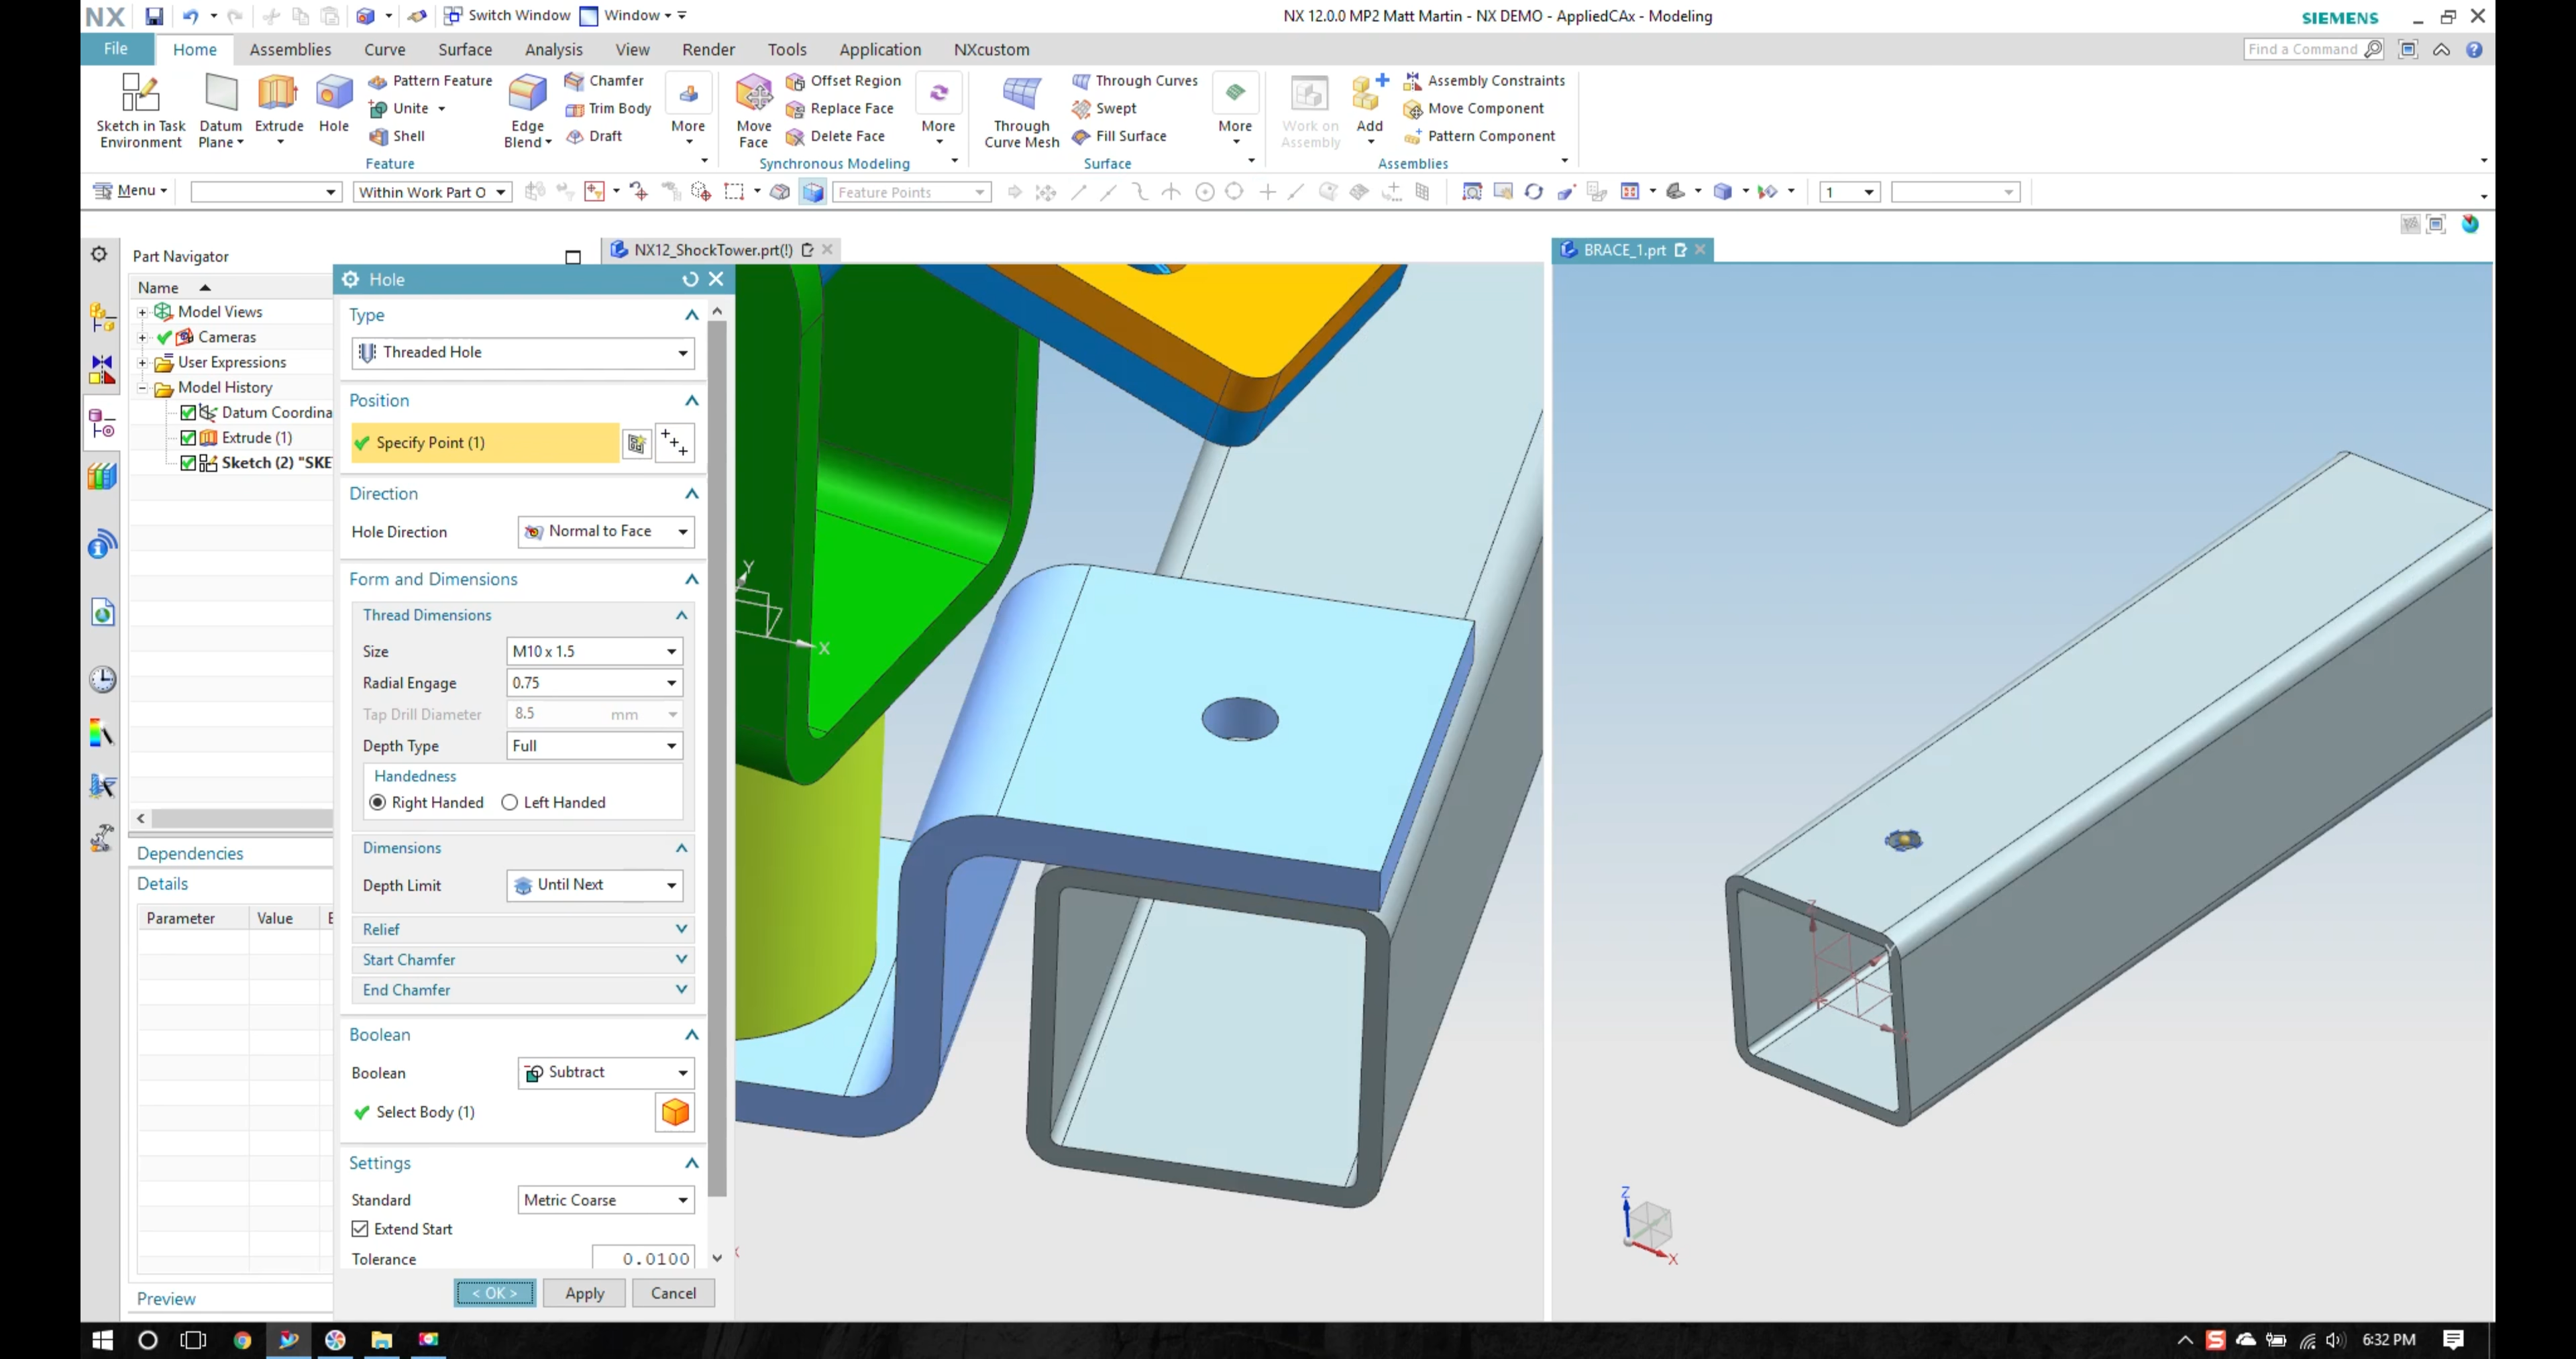 NX Switch Window Window NX 12.0.0 MP2 Matt Martin - NX DEMO - AppliedCAx - Modeling SIEMENS
File Home Assemblies Curve Surface Analysis View Render Tools Application NXcustom Find a Command
Sketch in Task Environment
Datum Plane
Extrude
Hole
Pattern Feature
Unite
Shell
Edge Blend
Chamfer
Trim Body
Draft
More
Feature
Move Face
Offset Region
Replace Face
Delete Face
More
Synchronous Modeling
Through Curve Mesh
Through Curves
Swept
Fill Surface
More
Surface
Work on Assembly
Add
Assembly Constraints
Move Component
Pattern Component
Assemblies
Menu Within Work Part O Feature Points 1
Part Navigator
Name
Model Views
Cameras
User Expressions
Model History
Datum Coordina
Extrude (1)
Sketch (2) "SKE
Dependencies
Details
Parameter Value E
Preview
Hole
Type
Threaded Hole
Position
Specify Point (1)
Direction
Hole Direction Normal to Face
Form and Dimensions
Thread Dimensions
Size M10 x 1.5
Radial Engage 0.75
Tap Drill Diameter 8.5 mm
Depth Type Full
Handedness
Right Handed Left Handed
Dimensions
Depth Limit Until Next
Relief
Start Chamfer
End Chamfer
Boolean
Boolean Subtract
Select Body (1)
Settings
Standard Metric Coarse
Extend Start
Tolerance 0.0100
< OK > Apply Cancel
NX12_ShockTower.prt(!)
Y
X
BRACE_1.prt
Z
Z
X
6:32 PM